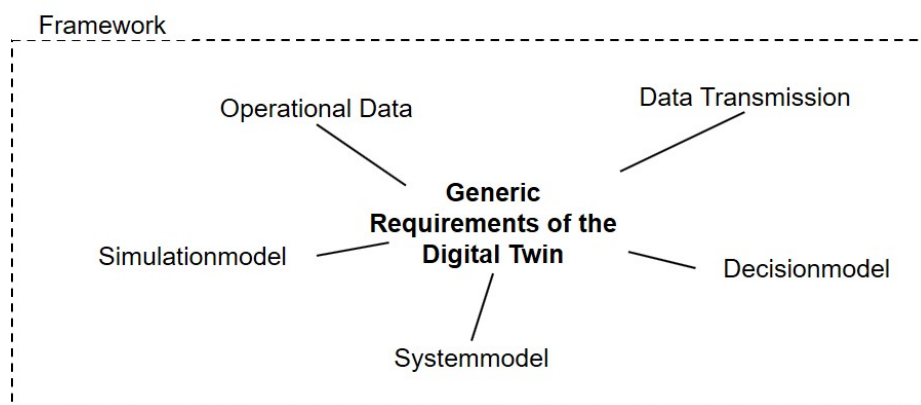 Framework
Operational Data
Data Transmission
Generic
Requirements of the
Digital Twin
Simulationmodel
Decisionmodel
Systemmodel